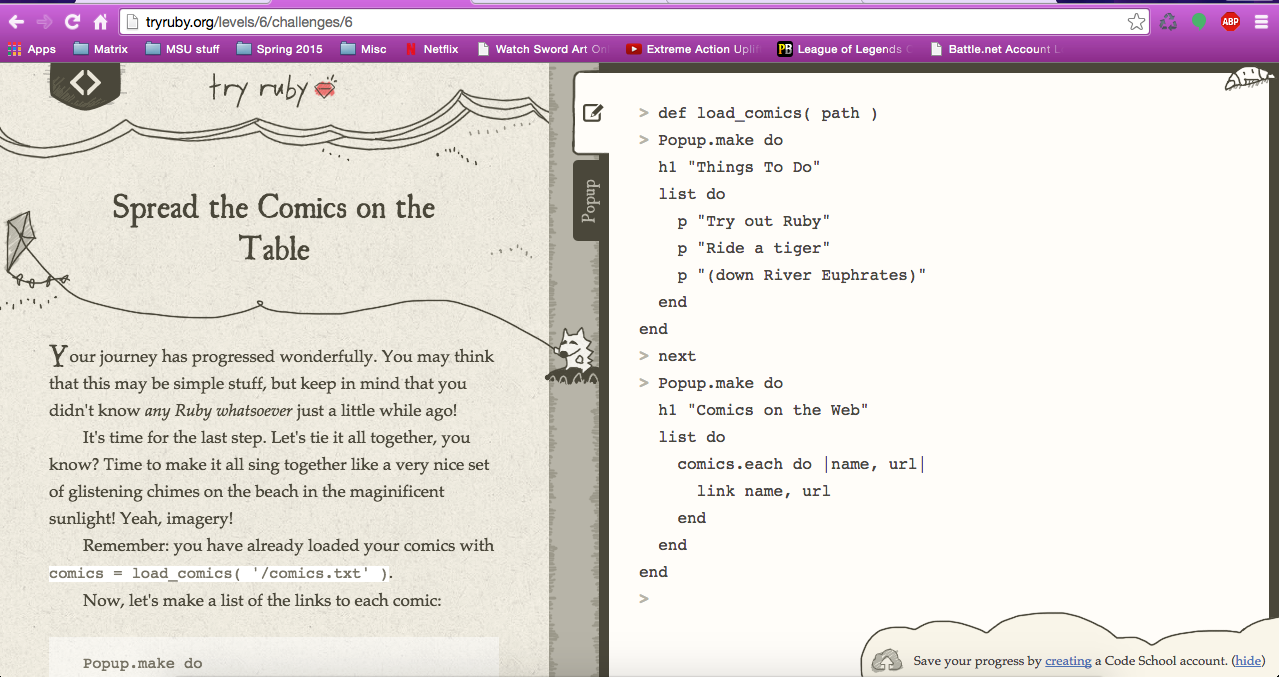 tryruby.org/levels/6/challenges/6
ABP
Apps Matrix MSU stuff Spring 2015 Misc Netflix Watch Sword Art On Extreme Action Uplif PB League of Legends Battle.net Account
try ruby
Spread the Comics on the
Table
Your journey has progressed wonderfully. You may think
that this may be simple stuff, but keep in mind that you
didn't know any Ruby whatsoever just a little while ago!
It's time for the last step. Let's tie it all together, you
know? Time to make it all sing together like a very nice set
of glistening chimes on the beach in the maginificent
sunlight! Yeah, imagery!
Remember: you have already loaded your comics with
comics = load_comics( '/comics.txt' ).
Now, let's make a list of the links to each comic:
Popup.make do
Popup
> def load_comics( path )
> Popup.make do
h1 "Things To Do"
list do
p "Try out Ruby"
p "Ride a tiger"
p "(down River Euphrates)"
end
end
> next
> Popup.make do
h1 "Comics on the Web"
list do
comics.each do |name, url|
link name, url
end
end
end
>
Save your progress by creating a Code School account. (hide)